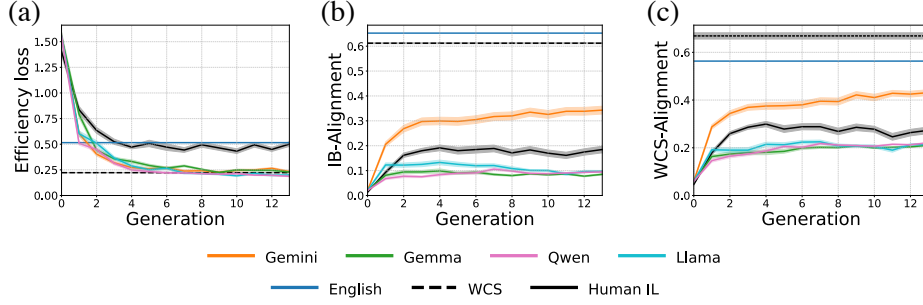 (a) (b) (c)
Efficiency loss
1.50
1.25
1.00
0.75
0.50
0.25
0.00
0 2 4 6 8 10 12
Generation
IB-Alignment
0.6
0.5
0.4
0.3
0.2
0.1
0.0
0 2 4 6 8 10 12
Generation
WCS-Alignment
0.6
0.4
0.2
0.0
0 2 4 6 8 10 12
Generation
Gemini Gemma Qwen Llama
English WCS Human IL